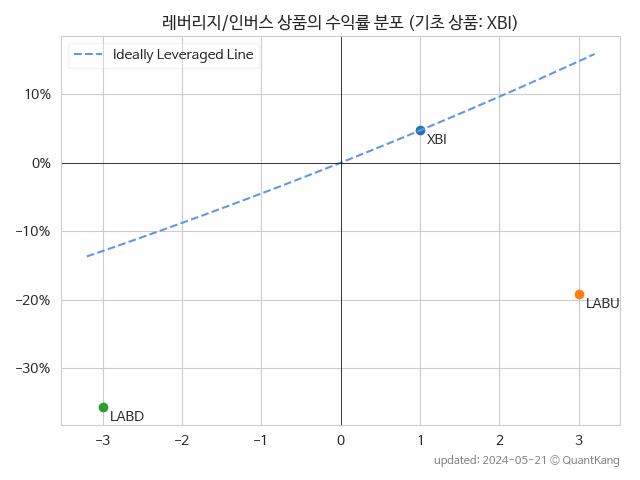 레버리지/인버스 상품의 수익률 분포 (기초 상품: XBI)
Ideally Leveraged Line
10%
0%
−10%
−20%
−30%
XBI
LABU
LABD
−3 −2 −1 0 1 2 3
updated: 2024-05-21 © QuantKang